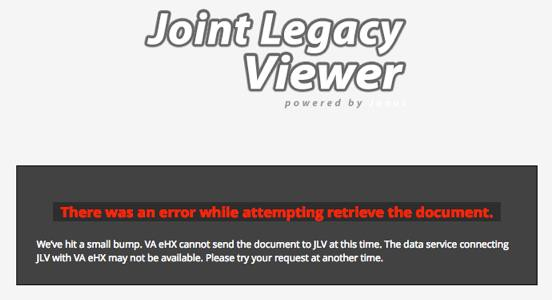 Joint Legacy
Viewer
powered by Janus
There was an error while attempting retrieve the document.
We've hit a small bump. VA eHX cannot send the document to JLV at this time. The data service connecting
JLV with VA eHX may not be available. Please try your request at another time.